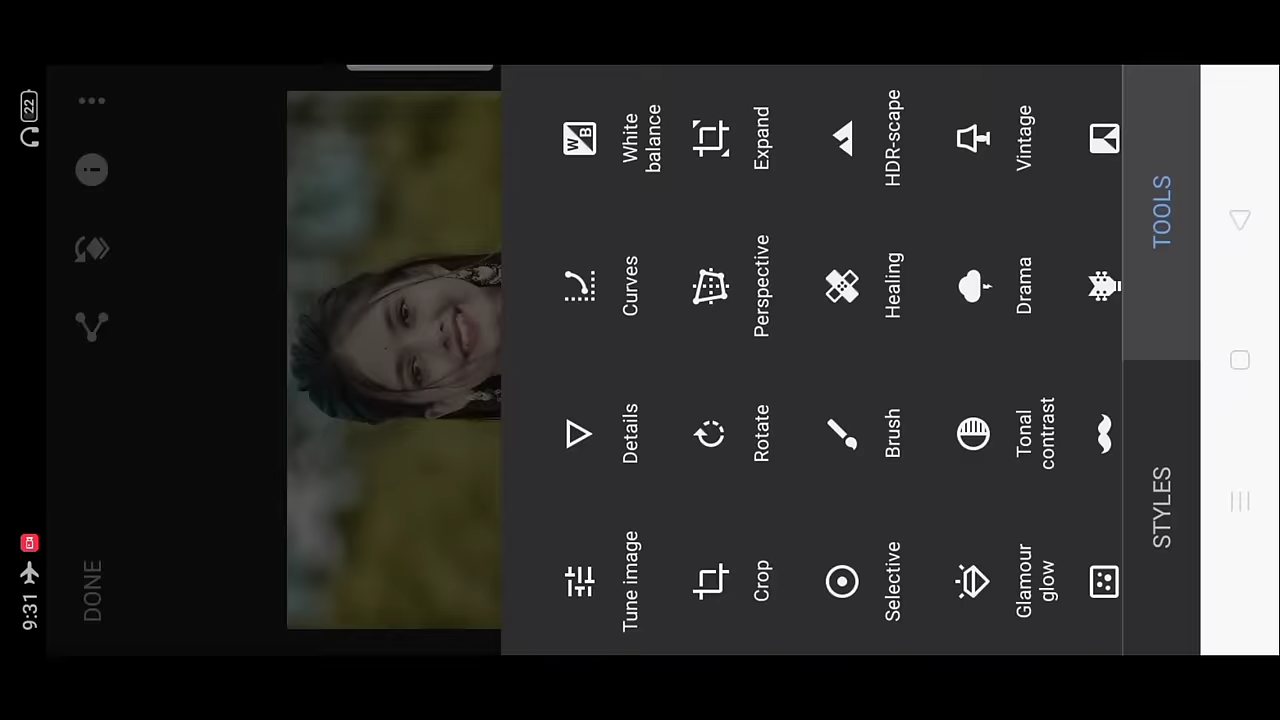 9:31
22
DONE
Tune image
Details
Curves
White
balance
Crop
Rotate
Perspective
Expand
Selective
Brush
Healing
HDR-scape
Glamour
glow
Tonal
contrast
Drama
Vintage
STYLES
TOOLS